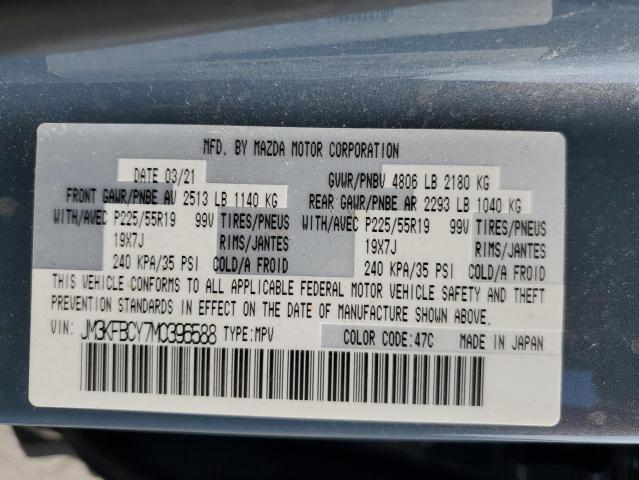 MFD. BY MAZDA MOTOR CORPORATION
DATE 03/21 GVWR/PNBV 4806 LB 2180 KG
FRONT GAWR/PNBE AV 2513 LB 1140 KG REAR GAWR/PNBE AR 2293 LB 1040 KG
WITH/AVEC P225/55R19 99V TIRES/PNEUS WITH/AVEC P225/55R19 99V TIRES/PNEUS
19X7J RIMS/JANTES 19X7J RIMS/JANTES
240 KPA/35 PSI COLD/A FROID 240 KPA/35 PSI COLD/A FROID
THIS VEHICLE CONFORMS TO ALL APPLICABLE FEDERAL MOTOR VEHICLE SAFETY AND THEFT
PREVENTION STANDARDS IN EFFECT ON THE DATE OF MANUFACTURE SHOWN ABOVE.
VIN: JM3KFBCY7M0396588 TYPE:MPV COLOR CODE:47C MADE IN JAPAN